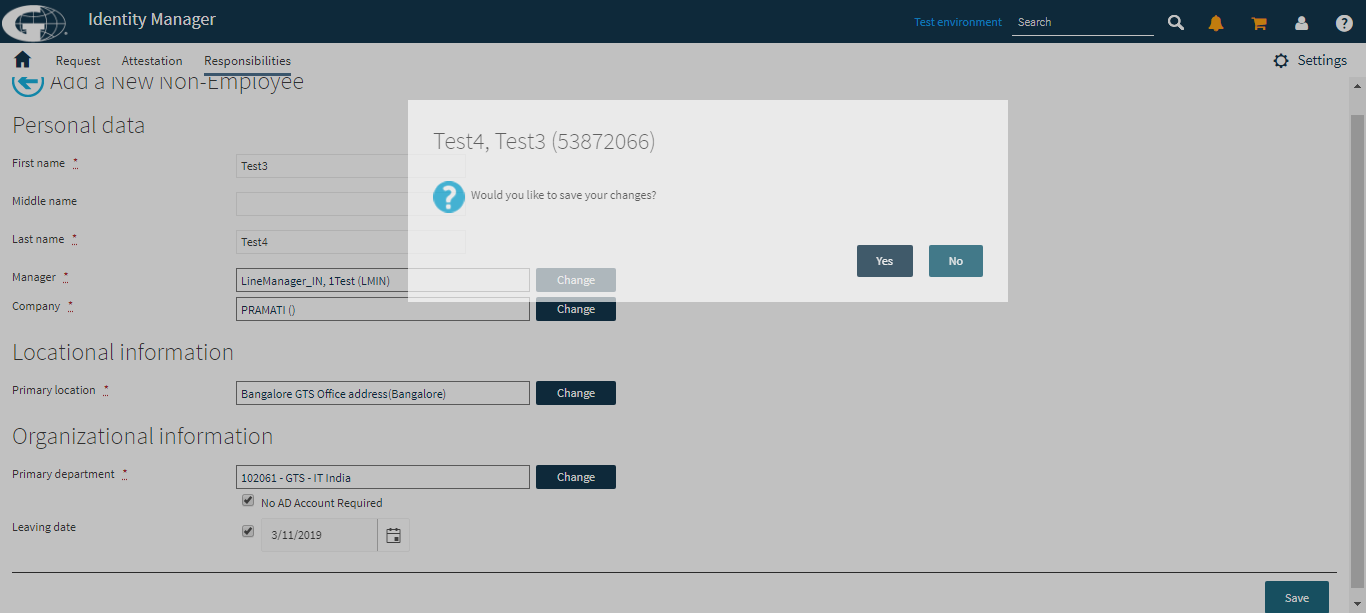 Identity Manager
Test environment
Search
Request Attestation Responsibilities
Settings
Add a New Non-Employee
Personal data
First name *
Test3
Middle name
Last name *
Test4
Manager *
LineManager_IN, 1Test (LMIN)
Change
Company *
PRAMATI ()
Change
Test4, Test3 (53872066)
Would you like to save your changes?
Yes No
Locational information
Primary location *
Bangalore GTS Office address(Bangalore)
Change
Organizational information
Primary department *
102061 - GTS - IT India
Change
No AD Account Required
Leaving date
3/11/2019
Save